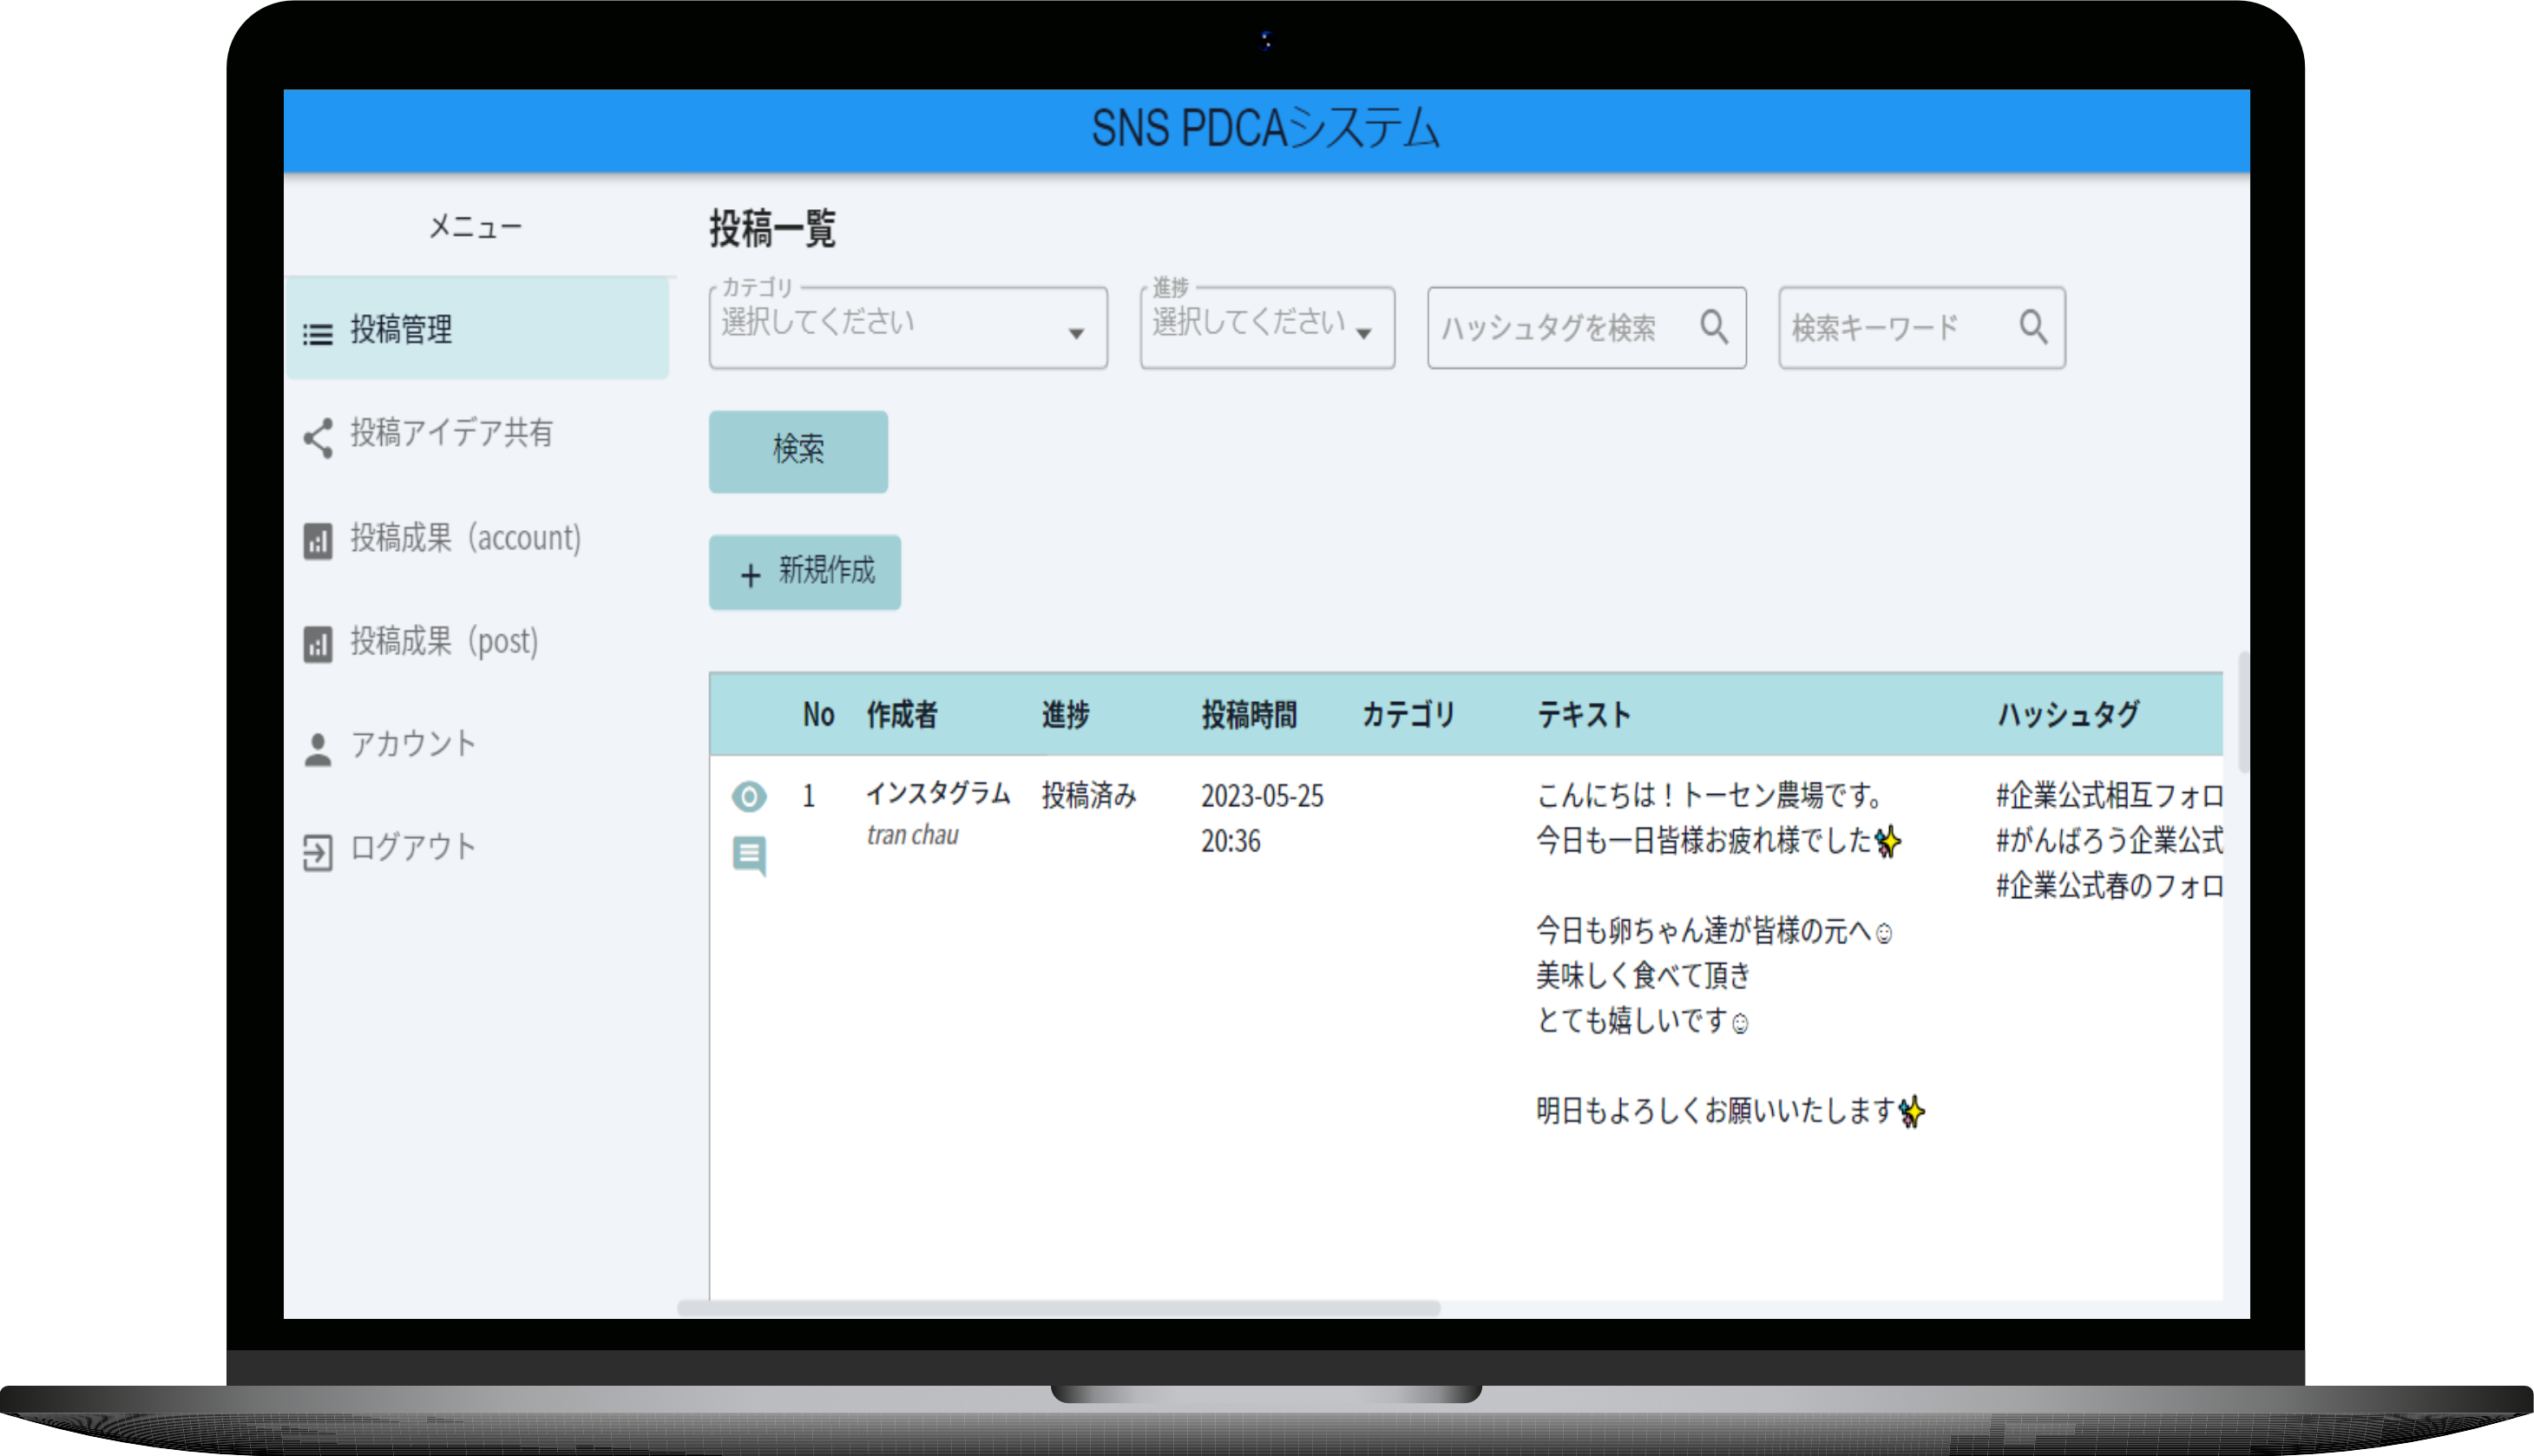 SNS PDCAシステム
メニュー
投稿管理
投稿アイデア共有
投稿成果（account)
投稿成果（post)
アカウント
ログアウト
投稿一覧
カテゴリ
選択してください
進捗
選択してください
ハッシュタグを検索
検索キーワード
検索
+ 新規作成
No 作成者 進捗 投稿時間 カテゴリ テキスト ハッシュタグ
1 インスタグラム 投稿済み 2023-05-25 こんにちは！トーセン農場です。 #企業公式相互フォロ
tran chau 20:36 今日も一日皆様お疲れ様でした✨ #がんばろう企業公式
#企業公式春のフォロ
今日も卵ちゃん達が皆様の元へ☺
美味しく食べて頂き
とても嬉しいです☺
明日もよろしくお願いいたします✨